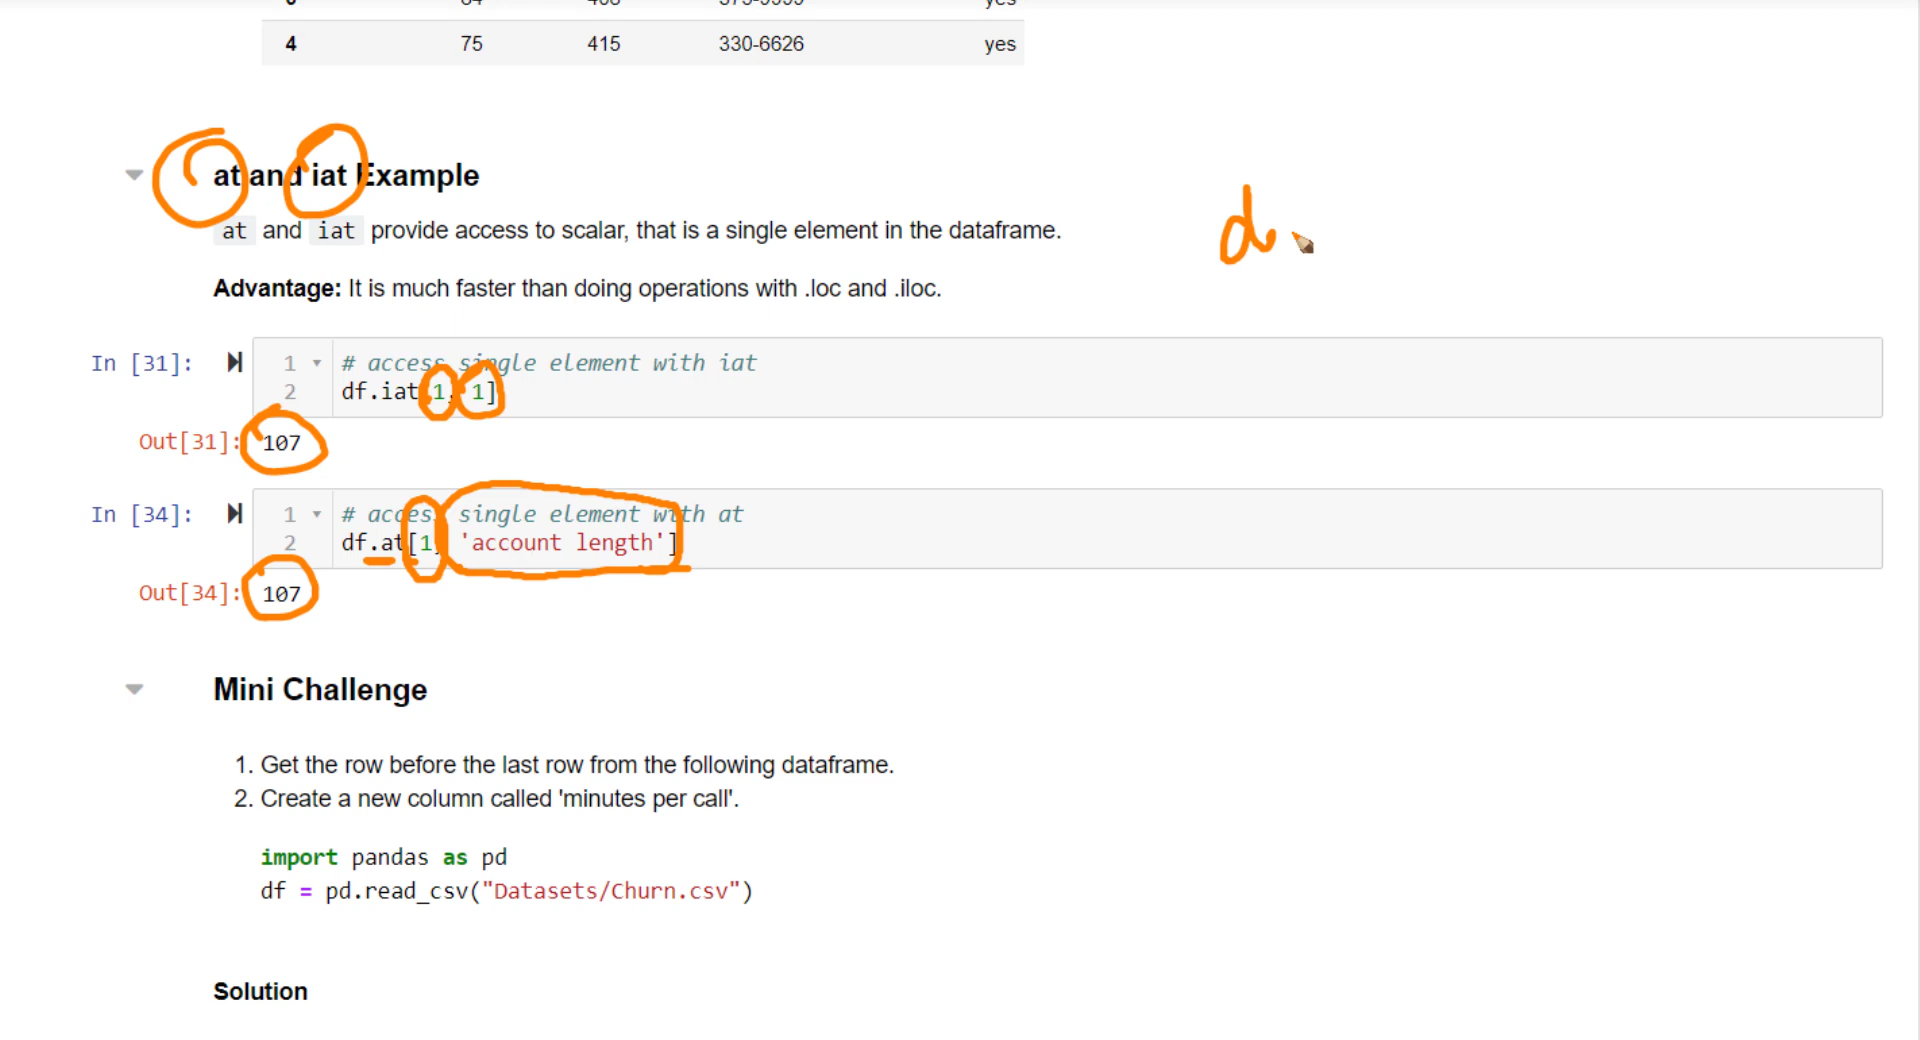 4 75 415 330-6626 yes
at and iat Example
at and iat provide access to scalar, that is a single element in the dataframe.
d
Advantage: It is much faster than doing operations with .loc and .iloc.
In [31]: 1 # access single element with iat
2 df.iat[1, 1]
Out[31]: 107
In [34]: 1 # access single element with at
2 df.at[1, 'account length']
Out[34]: 107
Mini Challenge
1. Get the row before the last row from the following dataframe.
2. Create a new column called 'minutes per call'.
import pandas as pd
df = pd.read_csv("Datasets/Churn.csv")
Solution